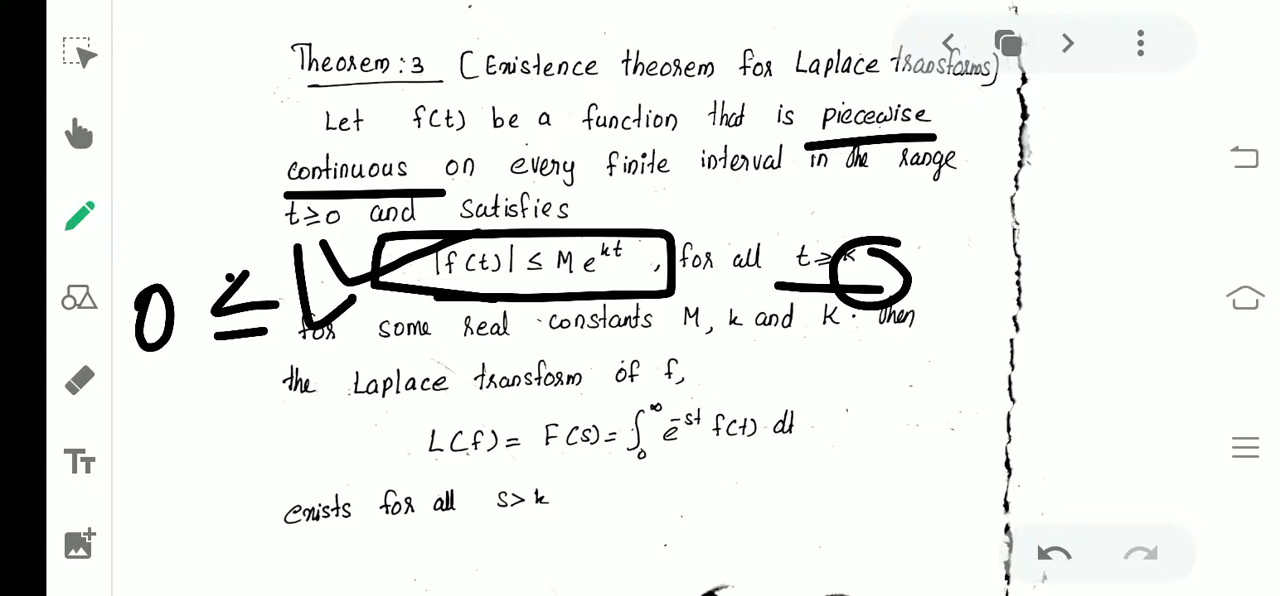 Theorem : 3 (Existence theorem for Laplace transforms)
Let f(t) be a function that is piecewise
continuous on every finite interval in the range
t ≥ 0 and satisfies
|f(t)| ≤ M e^{kt}, for all t ≥ K
0 ≤
for some real constants M, k and K. Then
the Laplace transform of f,
L(f) = F(s) = ∫_0^∞ e^{-st} f(t) dt
exists for all s > k
TT